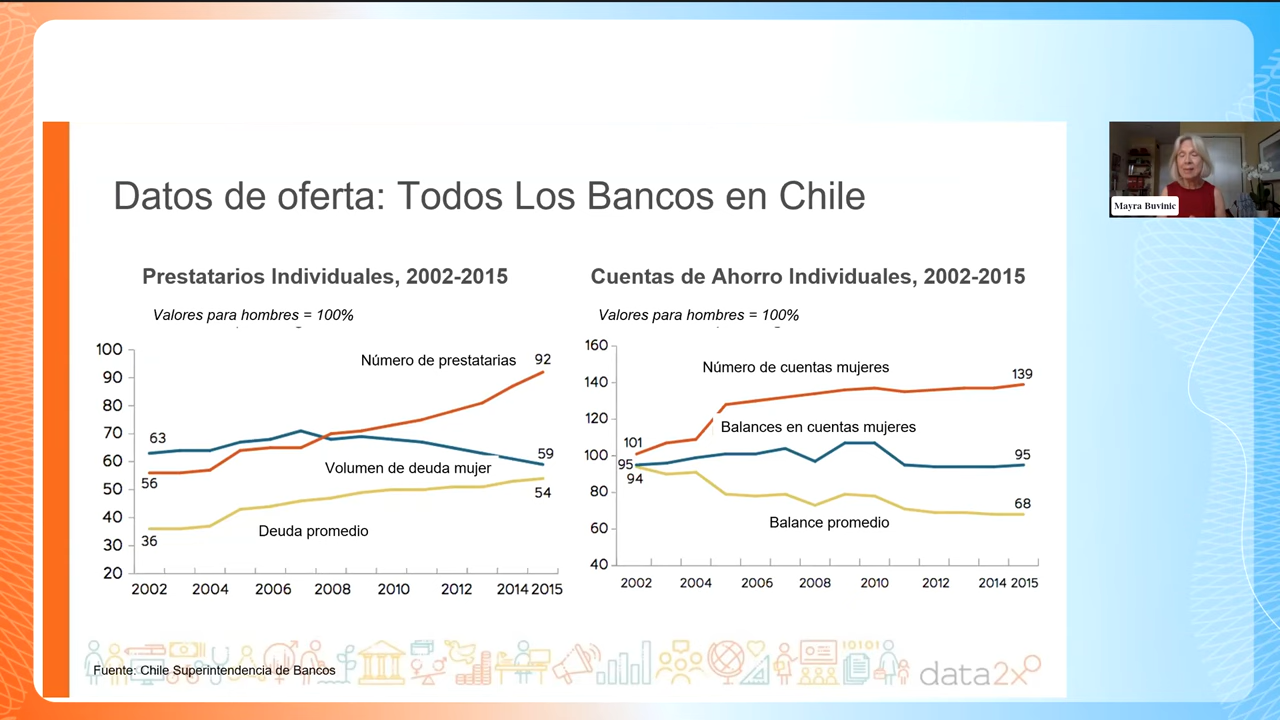 Datos de oferta: Todos Los Bancos en Chile
Mayra Buvinic
Prestatarios Individuales, 2002-2015
Valores para hombres = 100%
100
90
80
70
60
50
40
30
20
Número de prestatarias
92
63
56
Volumen de deuda mujer
59
54
Deuda promedio
36
2002 2004 2006 2008 2010 2012 2014 2015
Cuentas de Ahorro Individuales, 2002-2015
Valores para hombres = 100%
160
140
120
100
80
60
40
Número de cuentas mujeres
139
Balances en cuentas mujeres
101
95
94
95
68
Balance promedio
2002 2004 2006 2008 2010 2012 2014 2015
Fuente: Chile Superintendencia de Bancos
101010
data2x